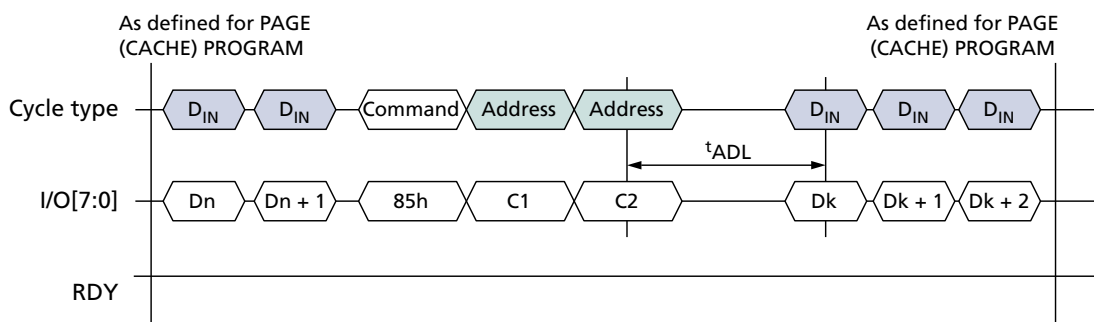 As defined for PAGE
(CACHE) PROGRAM
As defined for PAGE
(CACHE) PROGRAM
Cycle type
DIN
DIN
Command
Address
Address
DIN
DIN
DIN
tADL
I/O[7:0]
Dn
Dn + 1
85h
C1
C2
Dk
Dk + 1
Dk + 2
RDY